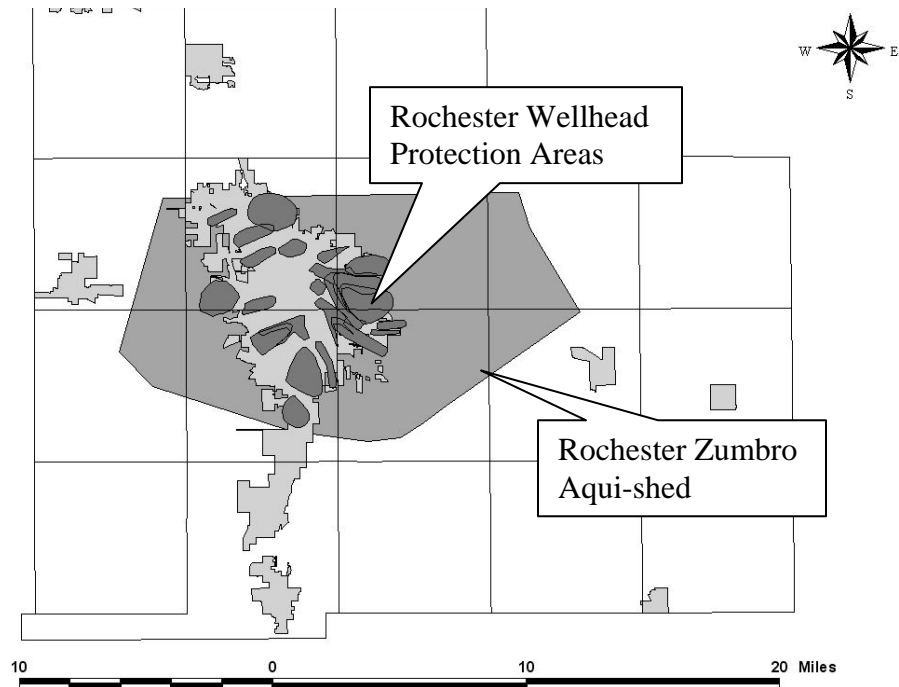 W E
S
Rochester Wellhead
Protection Areas
Rochester Zumbro
Aqui-shed
10 0 10 20 Miles